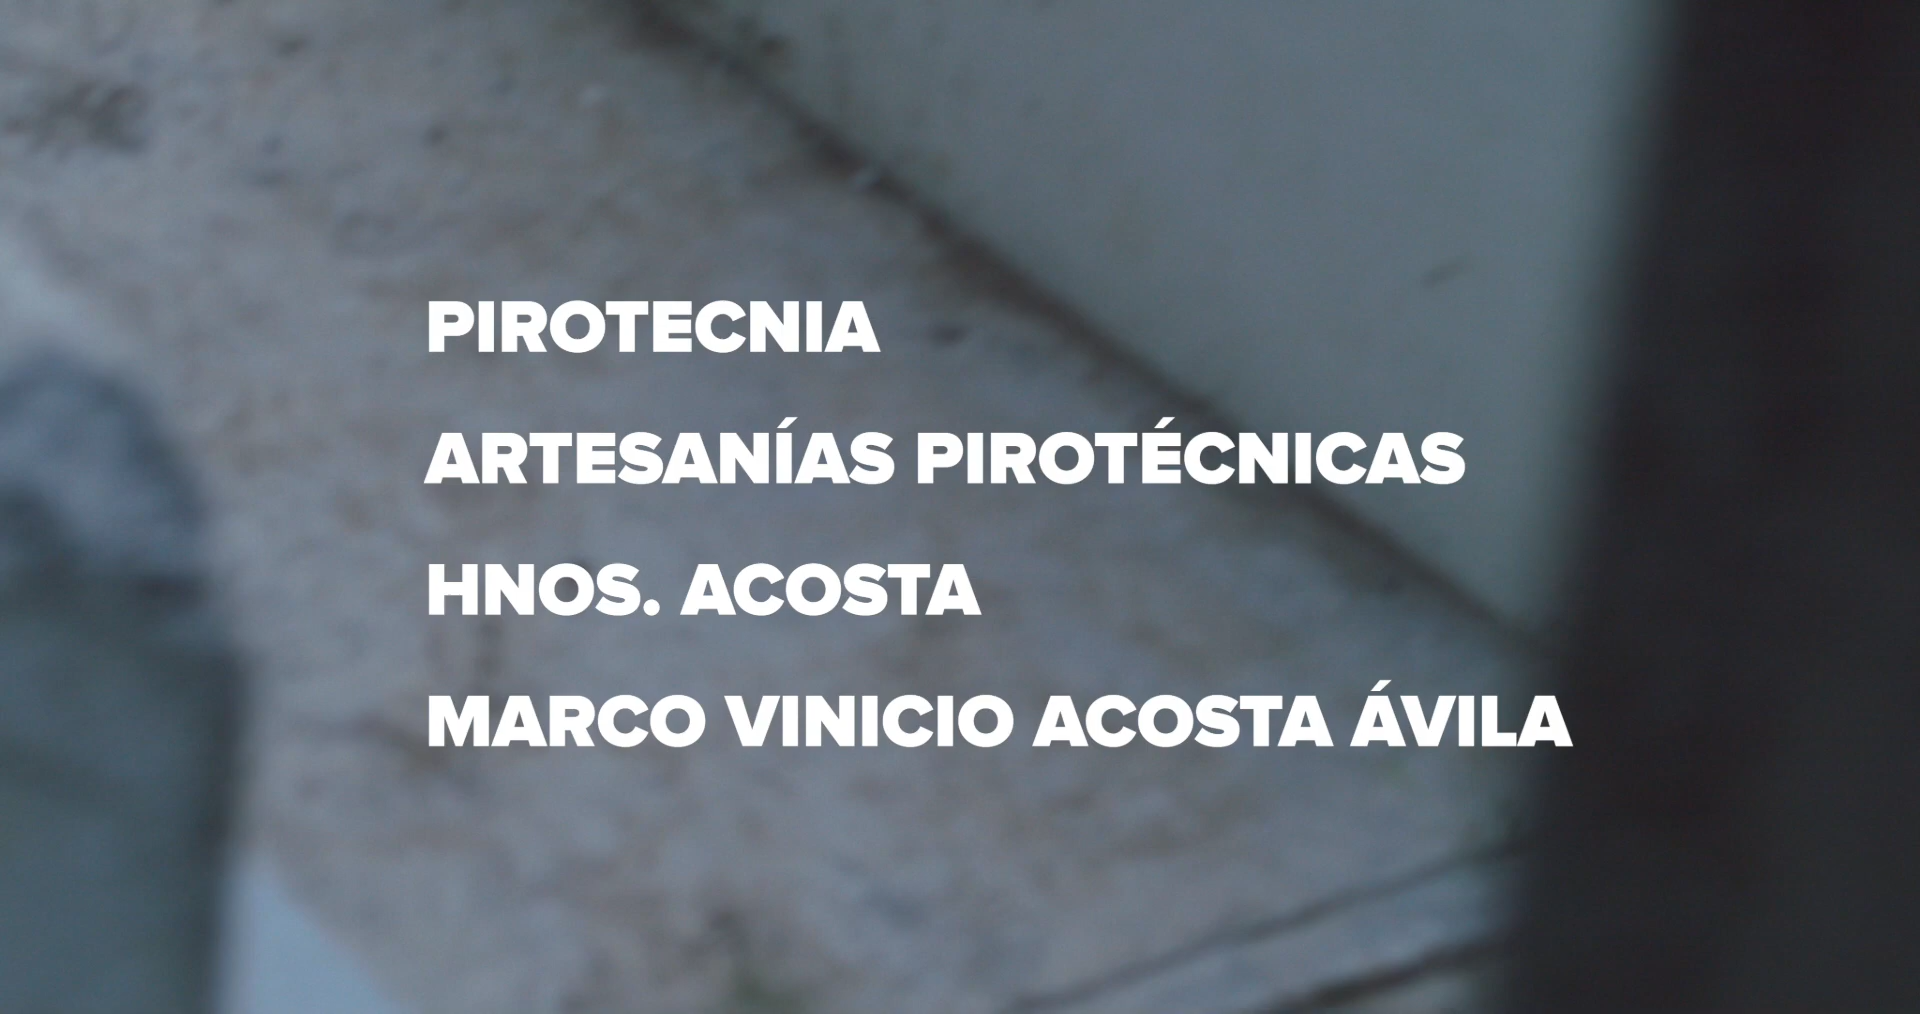 PIROTECNIA
ARTESANÍAS PIROTÉCNICAS
HNOS. ACOSTA
MARCO VINICIO ACOSTA ÁVILA